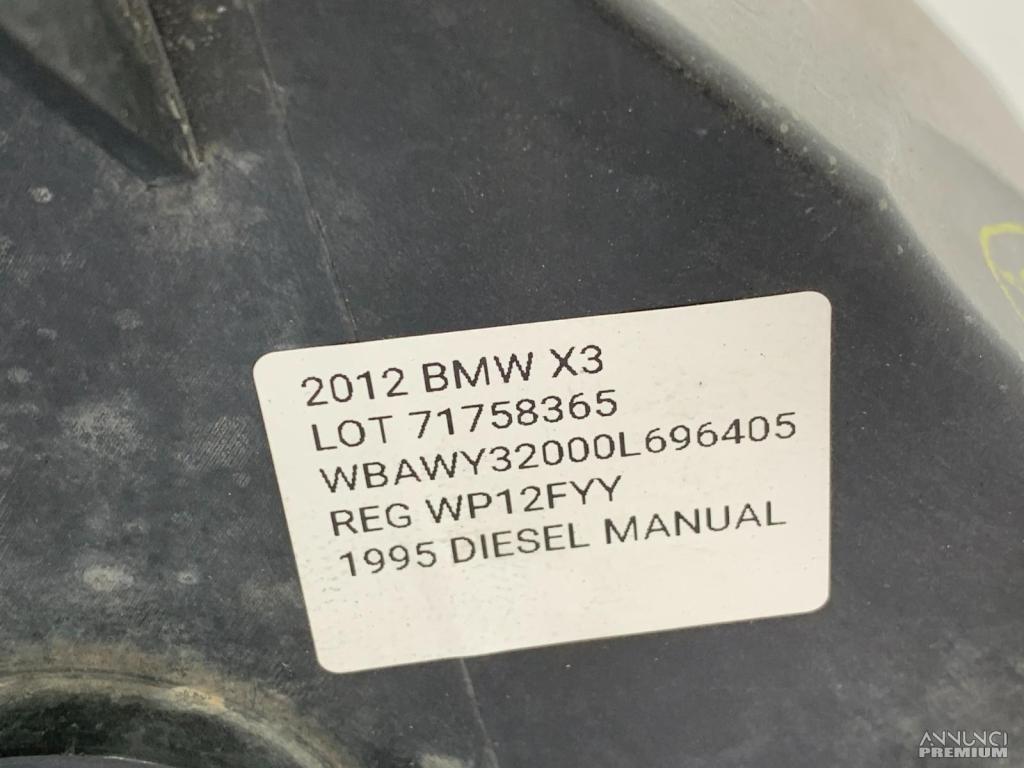 2012 BMW X3
LOT 71758365
WBAWY32000L696405
REG WP12FYY
1995 DIESEL MANUAL
ANNUNCI
PREMIUM